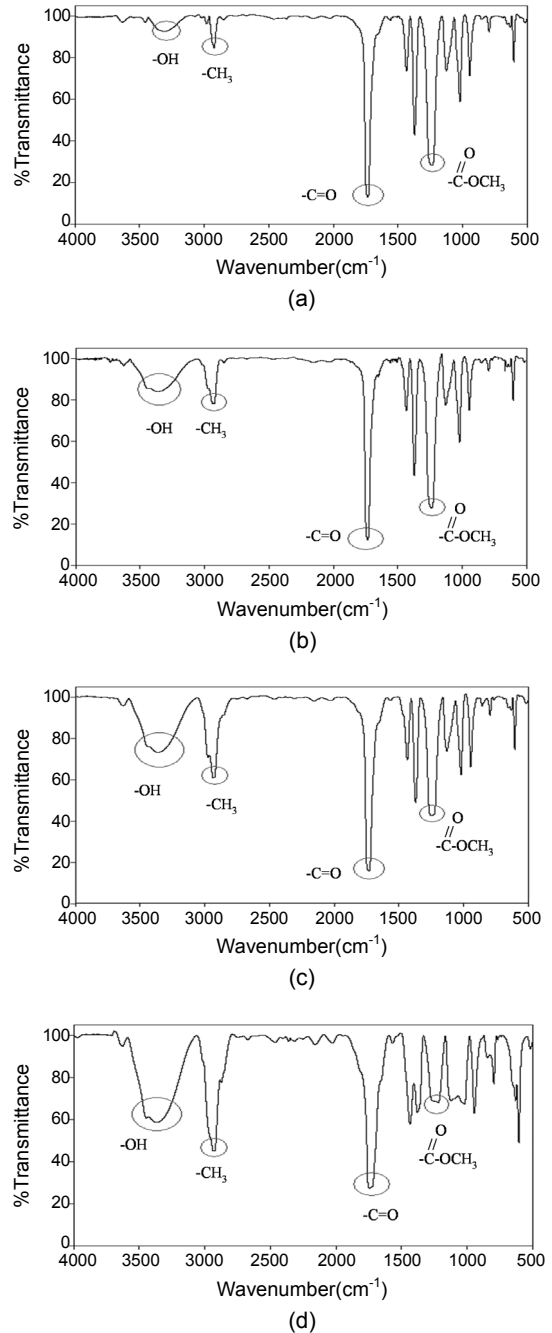 %Transmittance
100
80
60
40
20
0
-OH
-CH₃
-C=O
O
-C-OCH₃
4000 3500 3000 2500 2000 1500 1000 500
Wavenumber(cm⁻¹)
(a)
%Transmittance
100
80
60
40
20
0
-OH
-CH₃
-C=O
O
-C-OCH₃
4000 3500 3000 2500 2000 1500 1000 500
Wavenumber(cm⁻¹)
(b)
%Transmittance
100
80
60
40
20
0
-OH
-CH₃
-C=O
O
-C-OCH₃
4000 3500 3000 2500 2000 1500 1000 500
Wavenumber(cm⁻¹)
(c)
%Transmittance
100
80
60
40
20
0
-OH
-CH₃
-C=O
O
-C-OCH₃
4000 3500 3000 2500 2000 1500 1000 500
Wavenumber(cm⁻¹)
(d)